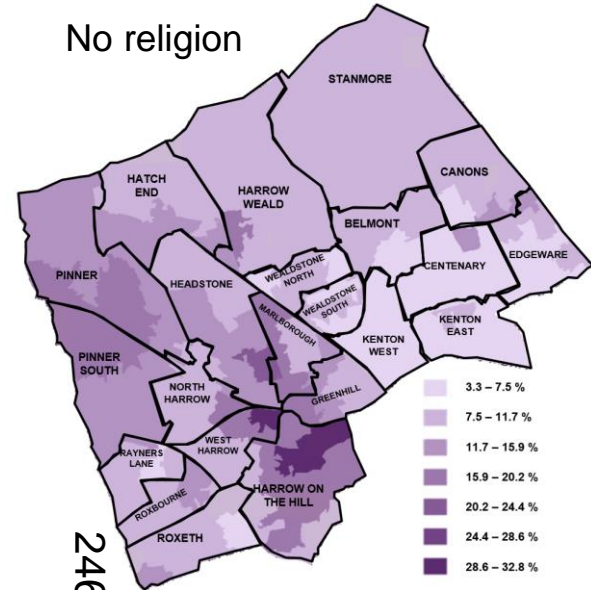 No religion
STANMORE
HATCH
END
CANONS
HARROW
WEALD
BELMONT
EDGEWARE
PINNER
HEADSTONE
WEALDSTONE
NORTH
CENTENARY
WEALDSTONE
SOUTH
MARLBOROUGH
KENTON
EAST
PINNER
SOUTH
KENTON
WEST
NORTH
HARROW
GREENHILL
RAYNERS
LANE
WEST
HARROW
ROXBOURNE
HARROW ON
THE HILL
ROXETH
3.3 – 7.5 %
7.5 – 11.7 %
11.7 – 15.9 %
15.9 – 20.2 %
20.2 – 24.4 %
24.4 – 28.6 %
28.6 – 32.8 %
246